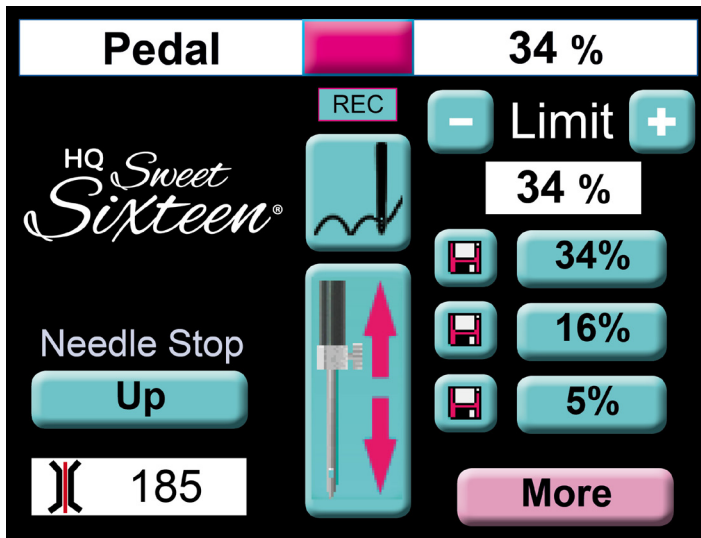 Pedal 34 %
REC
- Limit +
34 %
HQ Sweet
Sixteen®
34%
16%
5%
Needle Stop
Up
185
More